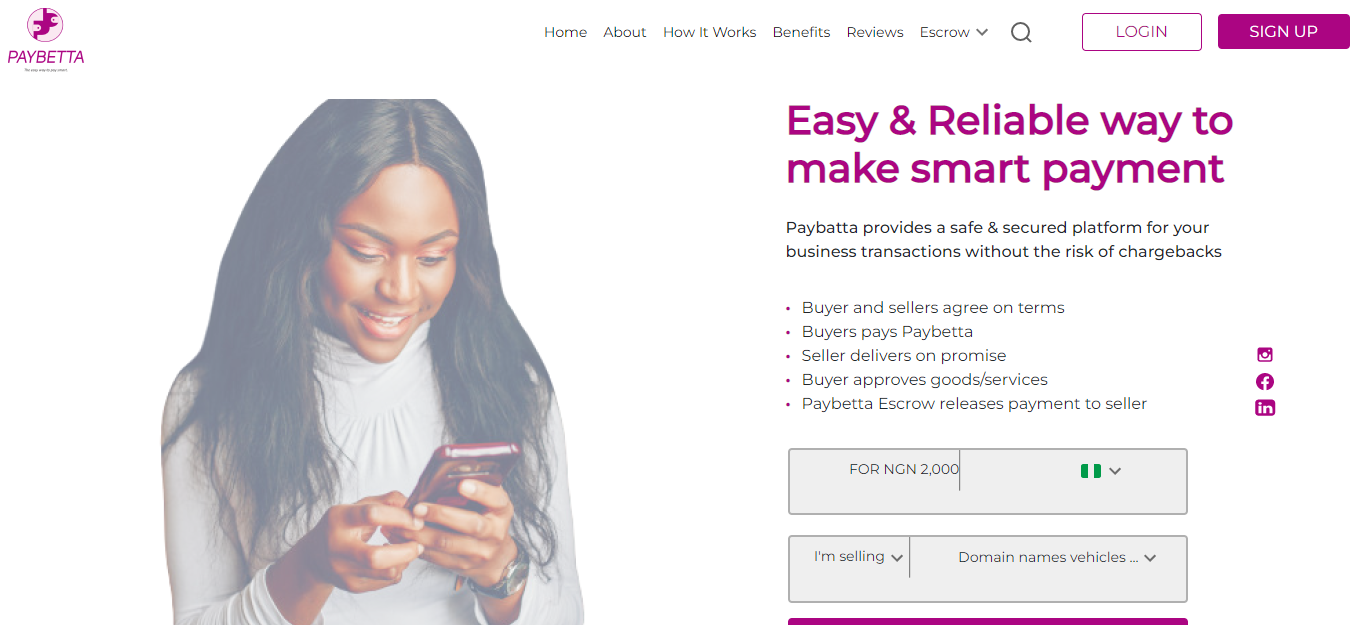 PAYBETTA
The easy way to pay smart
Home About How It Works Benefits Reviews Escrow LOGIN SIGN UP
Easy & Reliable way to
make smart payment
Paybatta provides a safe & secured platform for your
business transactions without the risk of chargebacks
• Buyer and sellers agree on terms
• Buyers pays Paybetta
• Seller delivers on promise
• Buyer approves goods/services
• Paybetta Escrow releases payment to seller
FOR NGN 2,000
I'm selling Domain names vehicles ...